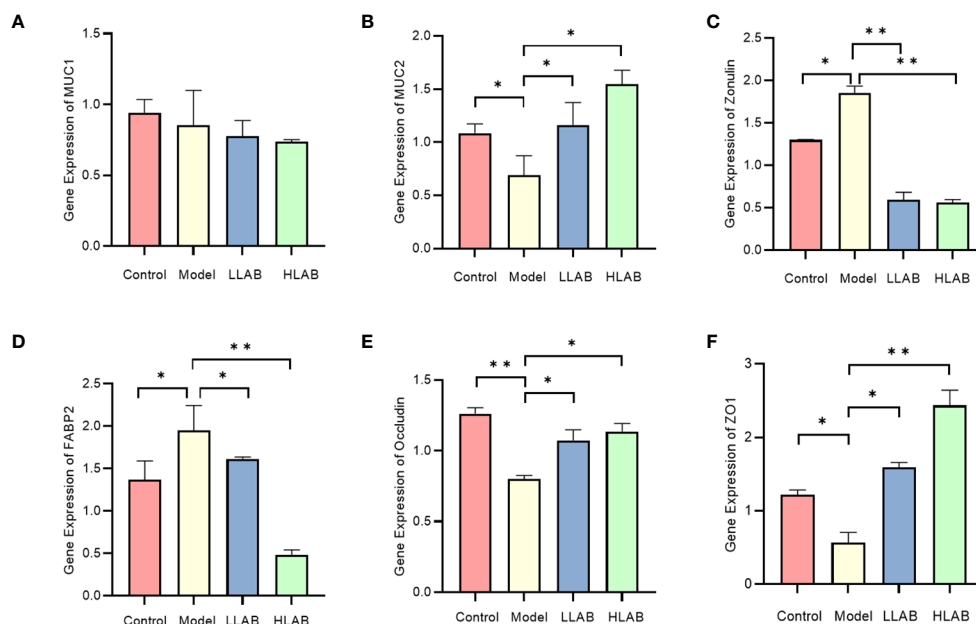 A
Gene Expression of MUC1
1.5
1.0
0.5
0.0
Control Model LLAB HLAB
B
Gene Expression of MUC2
2.0
1.5
1.0
0.5
0.0
*
*
*
Control Model LLAB HLAB
C
Gene Expression of Zonulin
2.5
2.0
1.5
1.0
0.5
0.0
* *
*
* *
Control Model LLAB HLAB
D
Gene Expression of FABP2
2.5
2.0
1.5
1.0
0.5
0.0
* *
*
*
Control Model LLAB HLAB
E
Gene Expression of Occludin
1.5
1.0
0.5
0.0
*
* *
*
Control Model LLAB HLAB
F
Gene Expression of ZO1
3
2
1
0
* *
*
*
Control Model LLAB HLAB